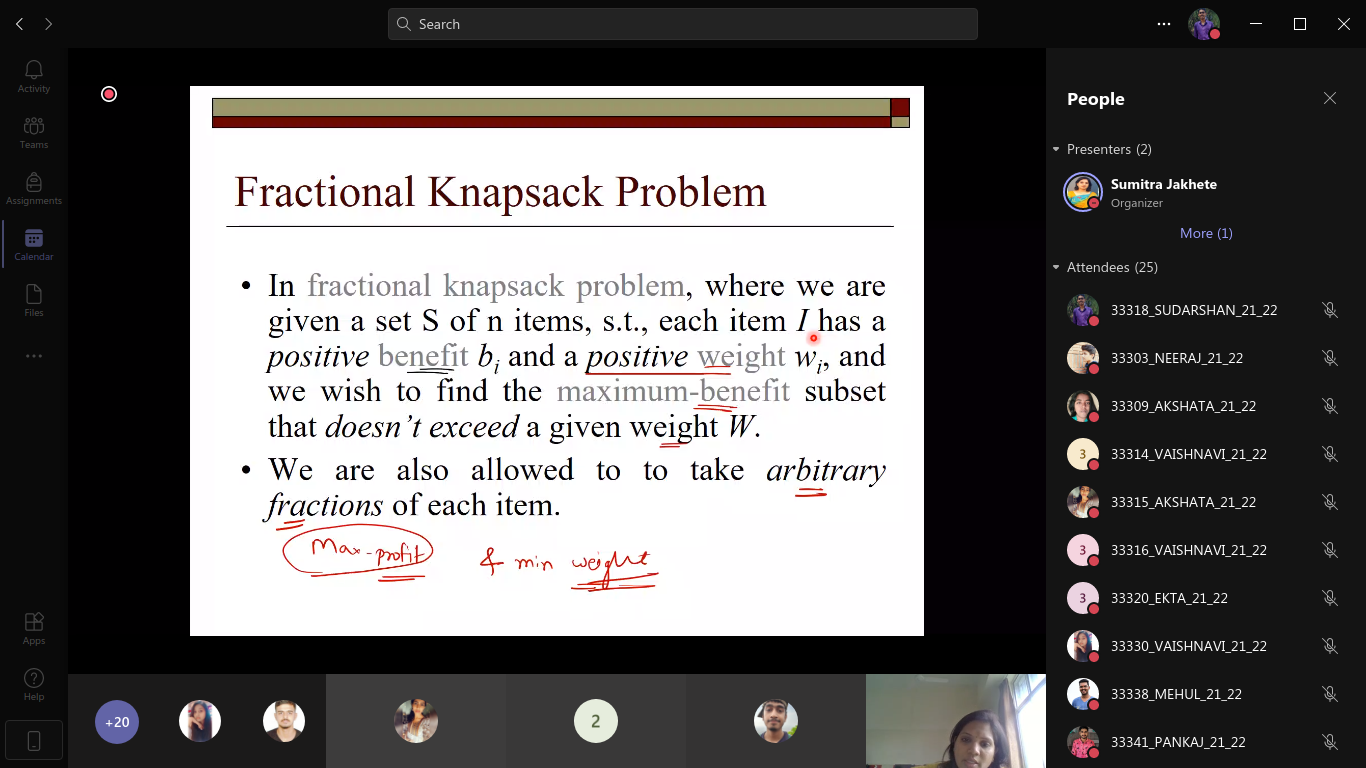 Search
Activity
Teams
Assignments
Calendar
Files
Apps
Help
Fractional Knapsack Problem
• In fractional knapsack problem, where we are
given a set S of n items, s.t., each item I has a
positive benefit bi and a positive weight wi, and
we wish to find the maximum-benefit subset
that doesn't exceed a given weight W.
• We are also allowed to to take arbitrary
fractions of each item.
Max-profit & min weight
+20
2
People
Presenters (2)
Sumitra Jakhete
Organizer
More (1)
Attendees (25)
33318_SUDARSHAN_21_22
33303_NEERAJ_21_22
33309_AKSHATA_21_22
3 33314_VAISHNAVI_21_22
33315_AKSHATA_21_22
3 33316_VAISHNAVI_21_22
3 33320_EKTA_21_22
33330_VAISHNAVI_21_22
33338_MEHUL_21_22
33341_PANKAJ_21_22